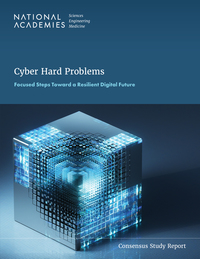 NATIONAL
ACADEMIES
Sciences
Engineering
Medicine
Cyber Hard Problems
Focused Steps Toward a Resilient Digital Future
Consensus Study Report